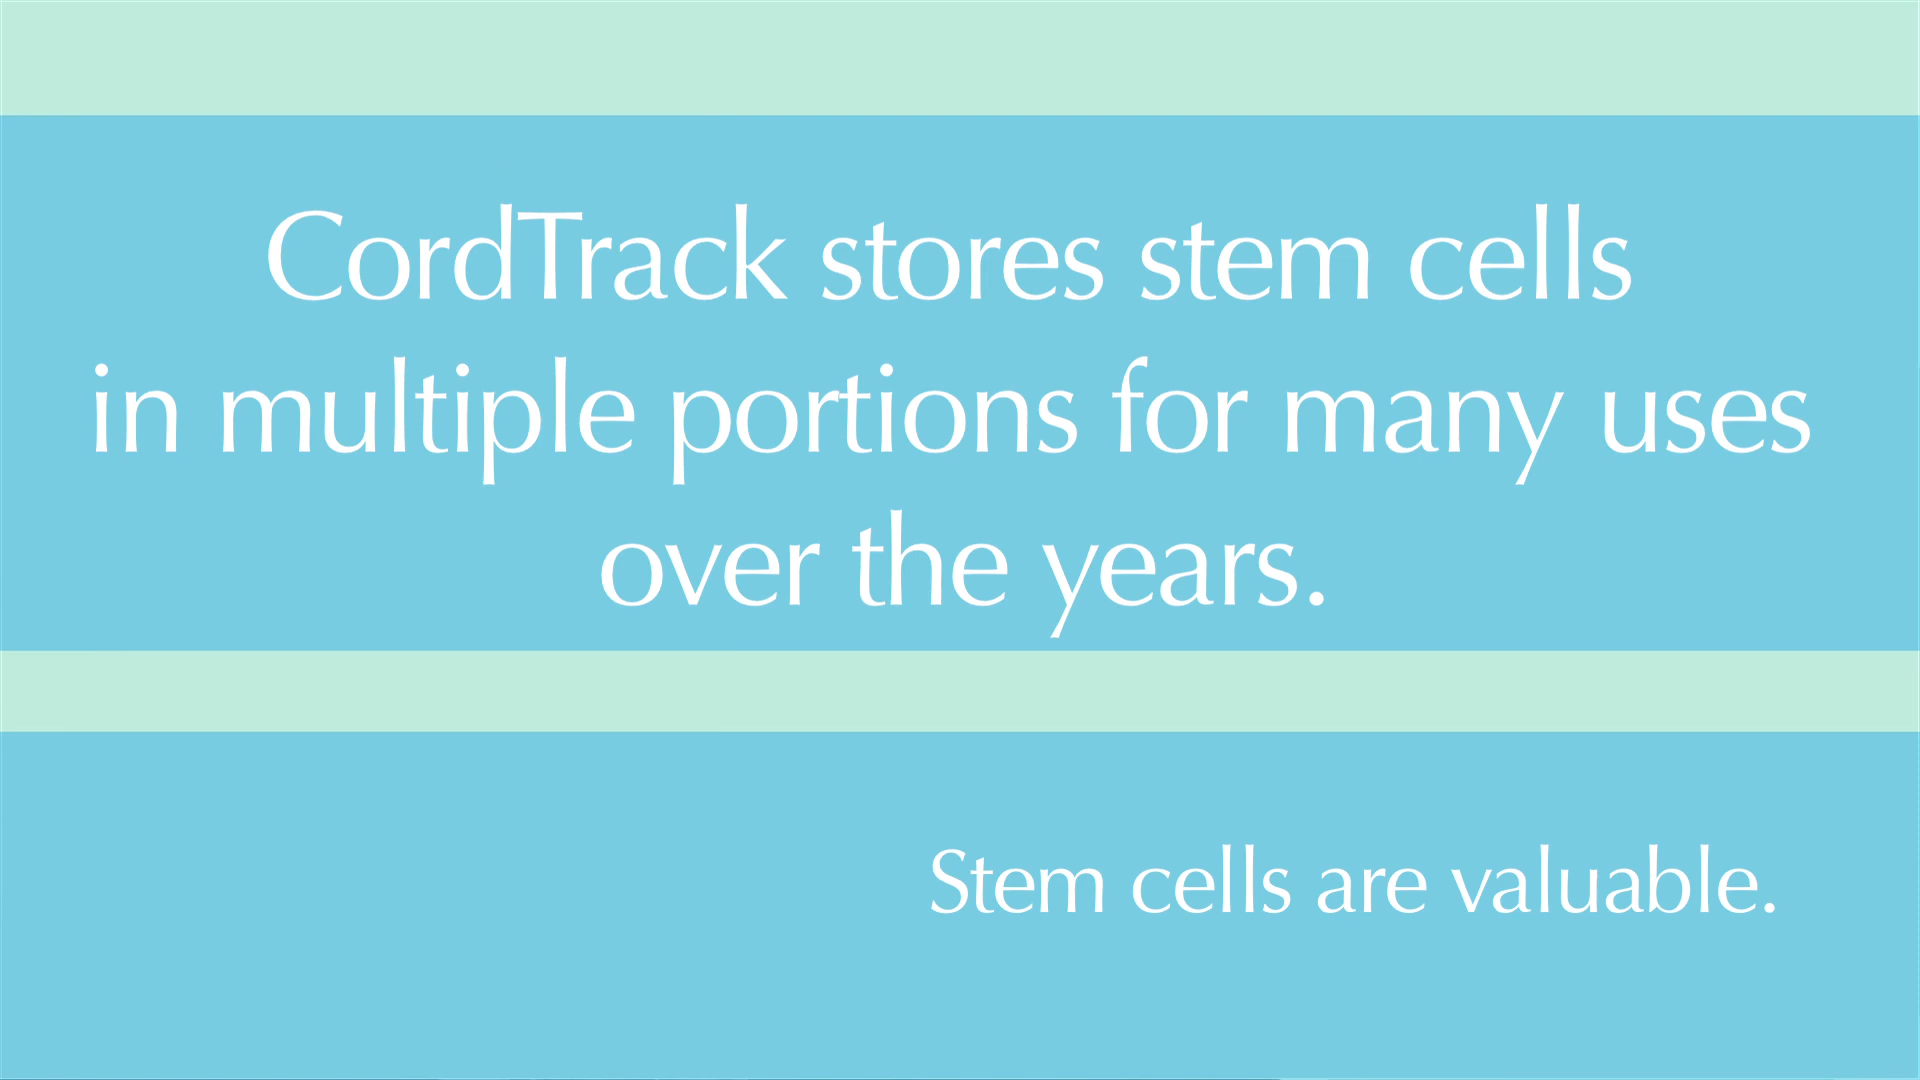 CordTrack stores stem cells
in multiple portions for many uses
over the years.
Stem cells are valuable.